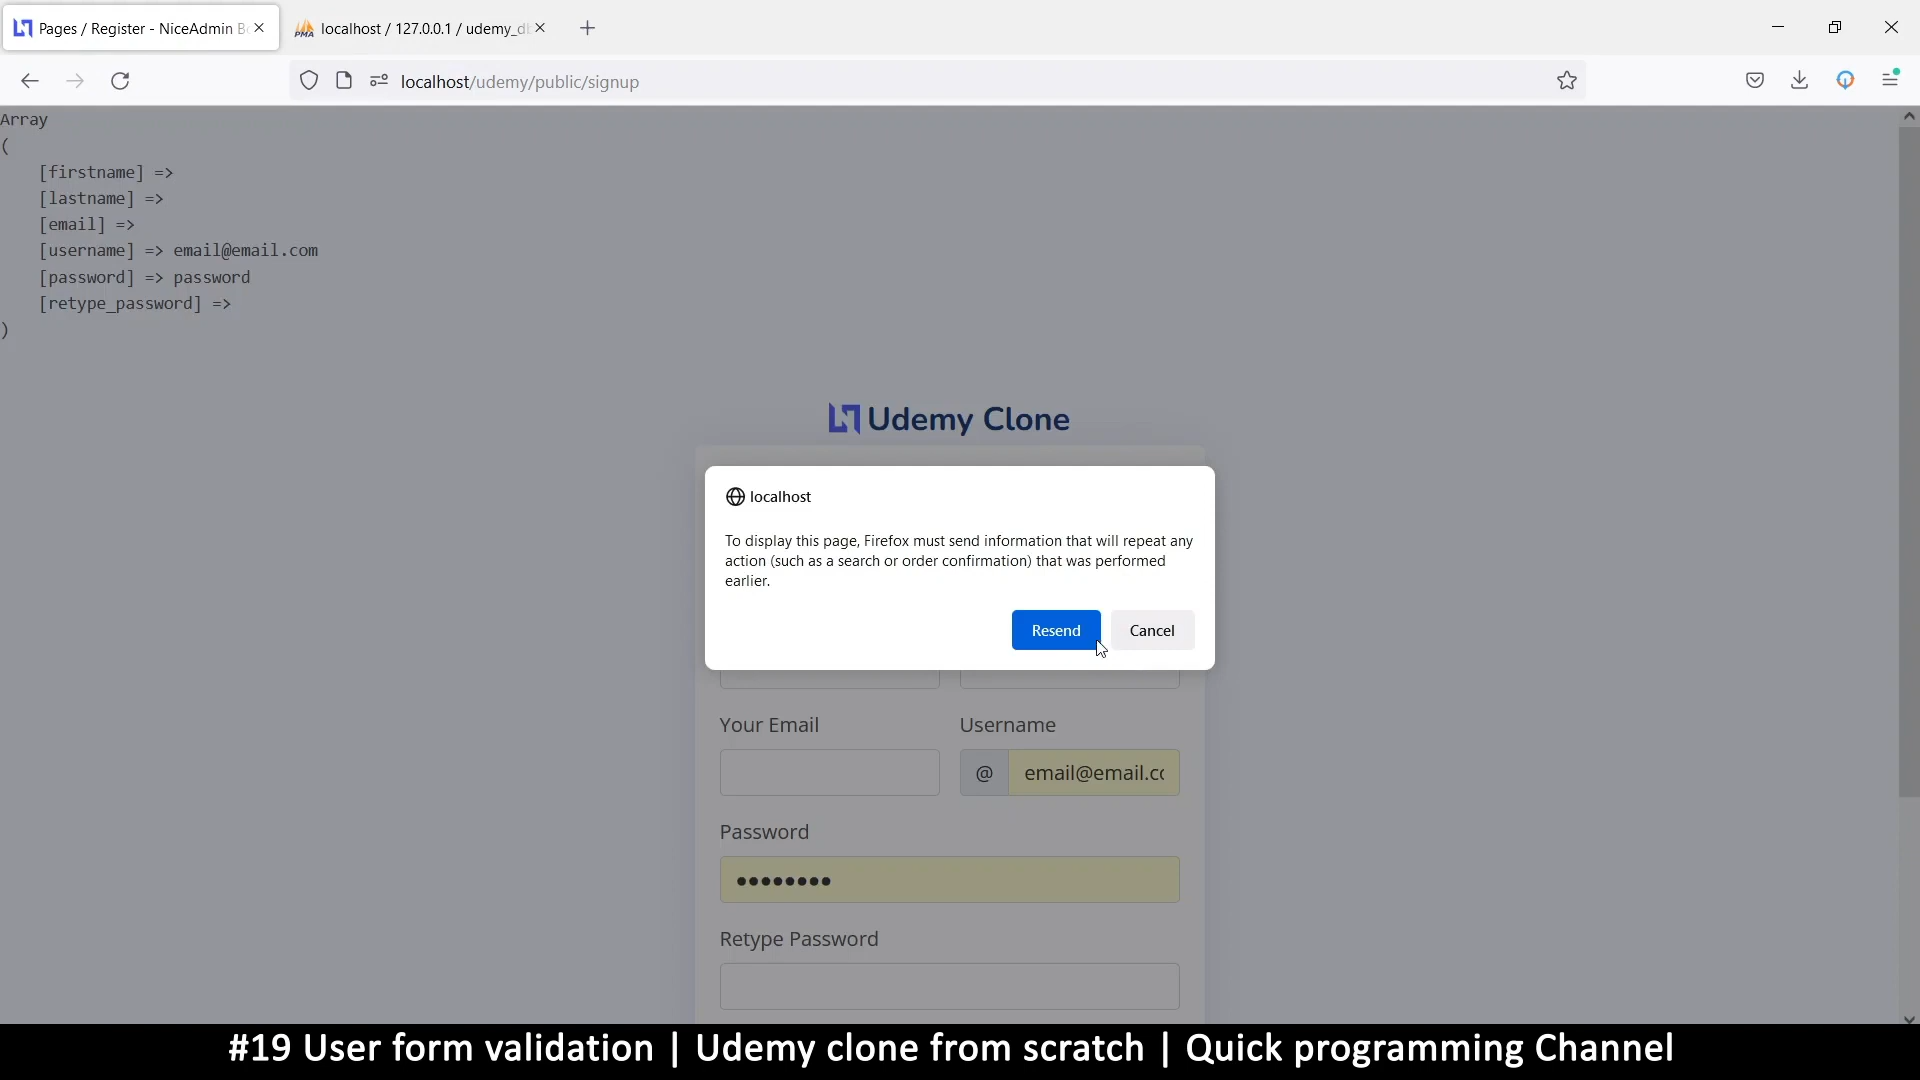 Pages / Register - NiceAdmin B
localhost / 127.0.0.1 / udemy_d
localhost/udemy/public/signup
Array
(
[firstname] =>
[lastname] =>
[email] =>
[username] => email@email.com
[password] => password
[retype_password] =>
)
Udemy Clone
localhost
To display this page, Firefox must send information that will repeat any
action (such as a search or order confirmation) that was performed
earlier.
Resend Cancel
Your Email Username
@ email@email.cc
Password
Retype Password
#19 User form validation | Udemy clone from scratch | Quick programming Channel